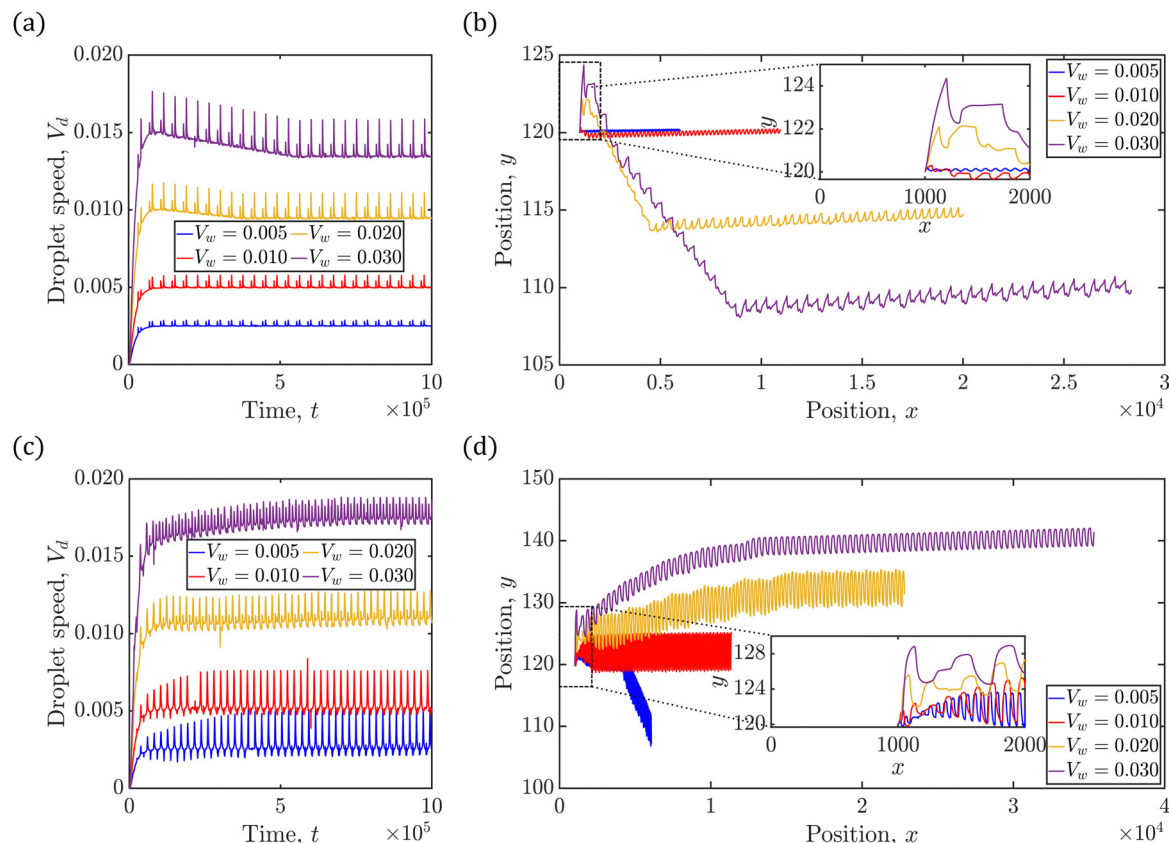 (a)
0.020
0.015
0.010
0.005
0
Droplet speed, V_d
V_w = 0.005 V_w = 0.020
V_w = 0.010 V_w = 0.030
0 5 10
Time, t ×10^5
(b)
125
120
115
110
105
Position, y
124
122
120
y
0 1000 2000
x
V_w = 0.005
V_w = 0.010
V_w = 0.020
V_w = 0.030
0 0.5 1 1.5 2 2.5 3
Position, x ×10^4
(c)
0.020
0.015
0.010
0.005
0
Droplet speed, V_d
V_w = 0.005 V_w = 0.020
V_w = 0.010 V_w = 0.030
0 5 10
Time, t ×10^5
(d)
150
140
130
120
110
100
Position, y
128
124
120
y
0 1000 2000
x
V_w = 0.005
V_w = 0.010
V_w = 0.020
V_w = 0.030
0 1 2 3 4
Position, x ×10^4